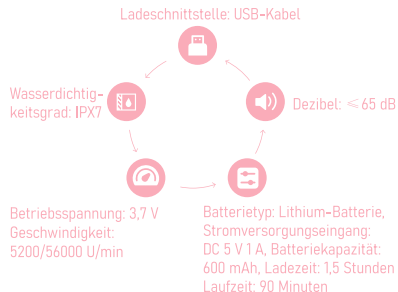 Ladeschnittstelle: USB-Kabel
Wasserdichtig-
keitsgrad: IPX7
Dezibel: ≤65 dB
Betriebsspannung: 3,7 V
Geschwindigkeit:
5200/56000 U/min
Batterietyp: Lithium-Batterie,
Stromversorgungseingang:
DC 5 V 1 A, Batteriekapazität:
600 mAh, Ladezeit: 1,5 Stunden
Laufzeit: 90 Minuten